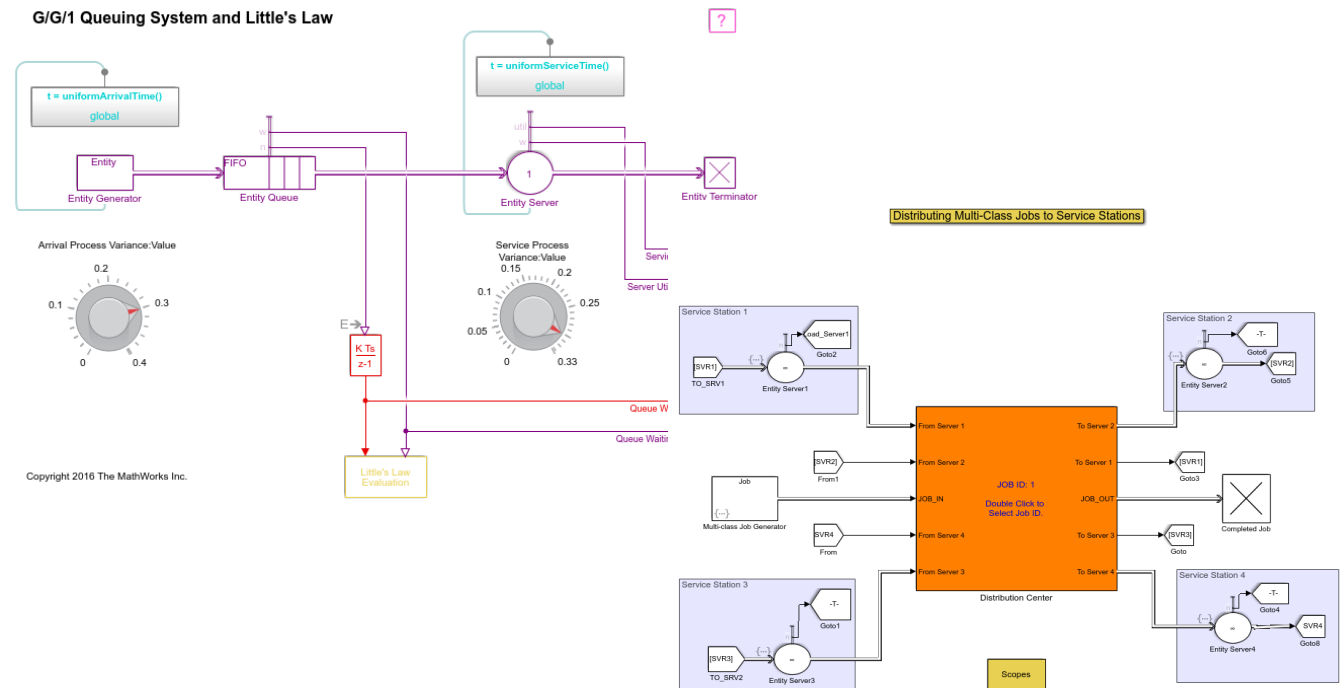 G/G/1 Queuing System and Little's Law
?
t = uniformArrivalTime()
global
t = uniformServiceTime()
global
w
n
util
w
Entity
Entity Generator
FIFO
Entity Queue
1
Entity Server
Entity Terminator
Arrival Process Variance:Value
0
0.1
0.2
0.3
0.4
Service Process
Variance:Value
0
0.05
0.1
0.15
0.2
0.25
0.33
Servi
Server Uti
E
K Ts
z-1
Queue W
Queue Waitin
Little's Law
Evaluation
Copyright 2016 The MathWorks Inc.
Distributing Multi-Class Jobs to Service Stations
Service Station 1
[SVR1]
TO_SRV1
{...}
n
∞
Entity Server1
oad_Server1
Goto2
Service Station 2
{...}
n
∞
Entity Server2
-T-
Goto6
[SVR2]
Goto5
From Server 1
From Server 2
JOB_IN
From Server 4
From Server 3
JOB ID: 1
Double Click to
Select Job ID.
To Server 2
To Server 1
JOB_OUT
To Server 3
To Server 4
Distribution Center
[SVR2]
From1
Job
{...}
Multi-class Job Generator
SVR4
From
[SVR1]
Goto3
Completed Job
[SVR3]
Goto
Service Station 3
[SVR3]
TO_SRV2
{...}
n
∞
Entity Server3
-T-
Goto1
Service Station 4
{...}
n
∞
Entity Server4
-T-
Goto4
SVR4
Goto8
Scopes